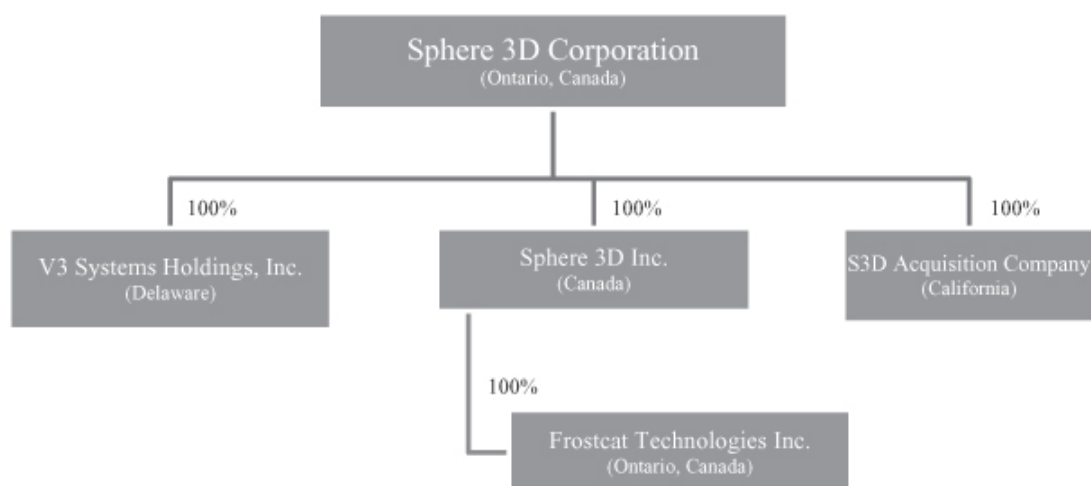 Sphere 3D Corporation
(Ontario, Canada)
100%
100%
100%
V3 Systems Holdings, Inc.
(Delaware)
Sphere 3D Inc.
(Canada)
S3D Acquisition Company
(California)
100%
Frostcat Technologies Inc.
(Ontario, Canada)